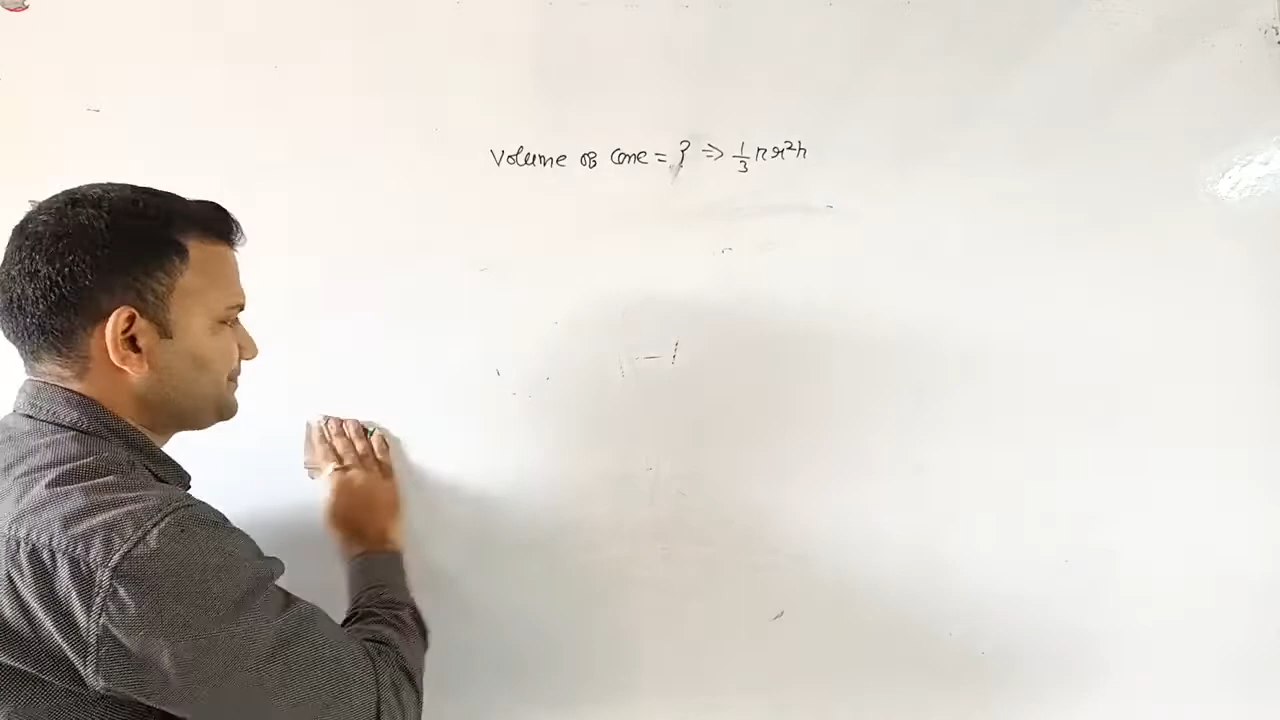 Volume of Cone = ? ⇒ 1/3 πr²h